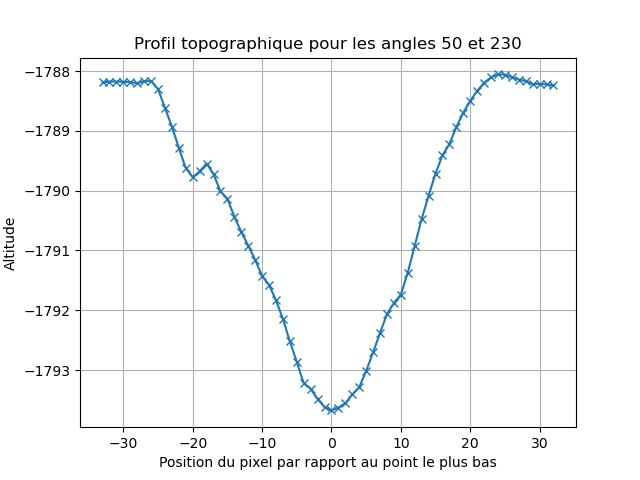 Profil topographique pour les angles 50 et 230
−1788
−1789
−1790
−1791
−1792
−1793
Altitude
−30 −20 −10 0 10 20 30
Position du pixel par rapport au point le plus bas